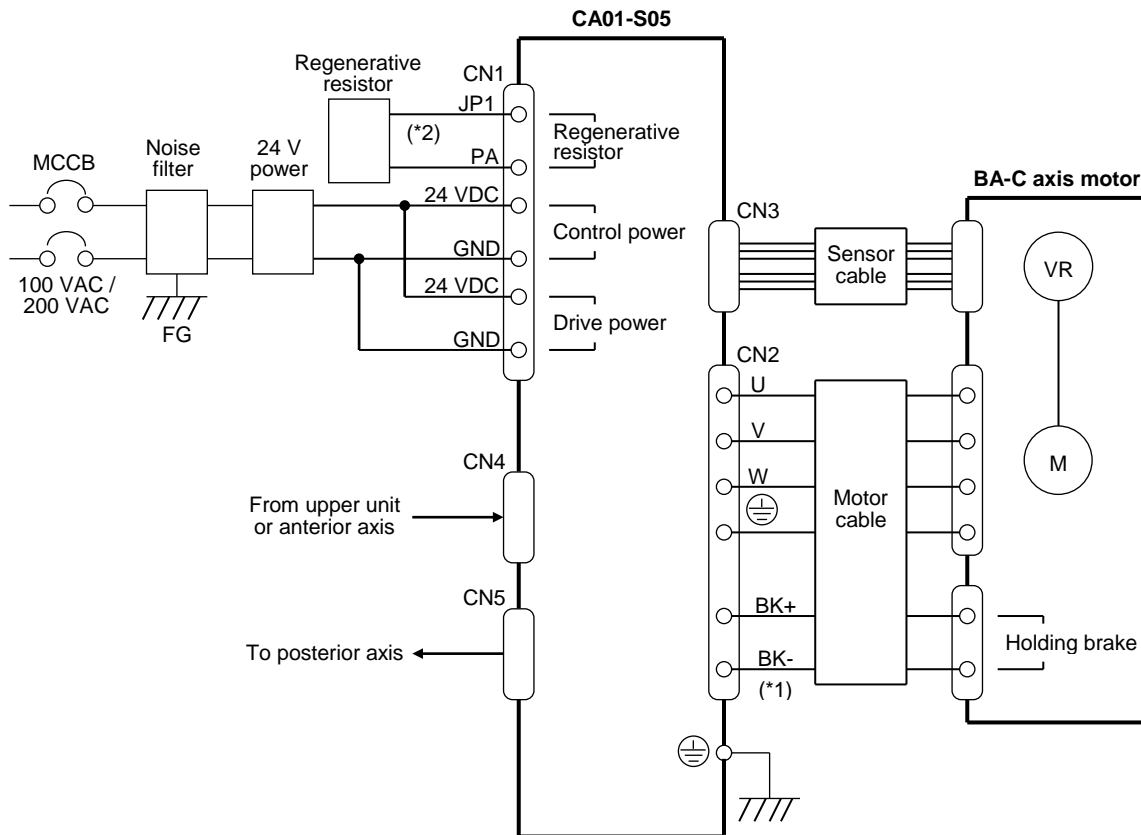 CA01-S05
Regenerative
resistor
CN1
JP1
(*2)
PA
Regenerative
resistor
MCCB
Noise
filter
24 V
power
24 VDC
Control power
GND
24 VDC
Drive power
GND
100 VAC /
200 VAC
FG
BA-C axis motor
CN3
Sensor
cable
VR
CN2
U
V
W
Motor
cable
M
BK+
BK-
(*1)
Holding brake
CN4
From upper unit
or anterior axis
CN5
To posterior axis